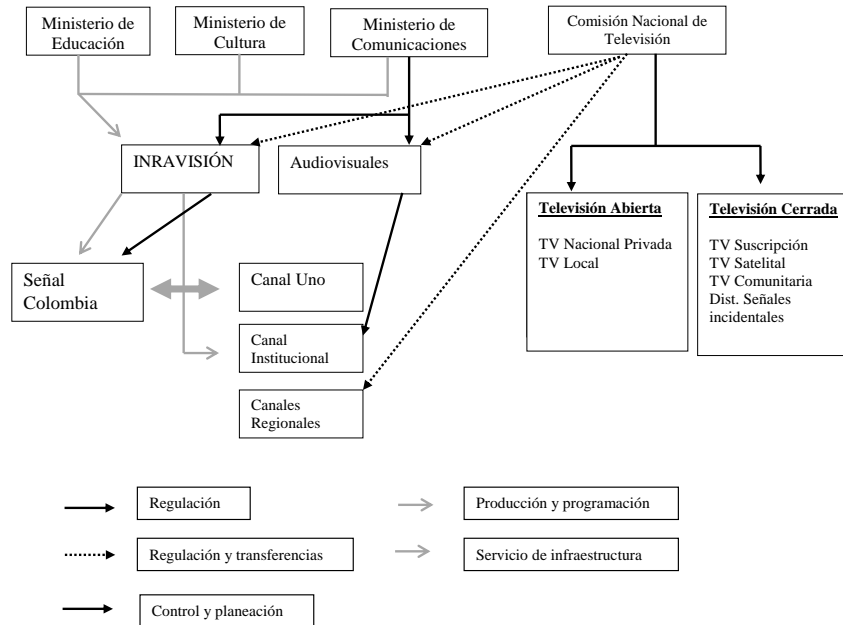 Ministerio de
Educación
Ministerio de
Cultura
Ministerio de
Comunicaciones
Comisión Nacional de
Televisión
INRAVISIÓN
Audiovisuales
Televisión Abierta
TV Nacional Privada
TV Local
Televisión Cerrada
TV Suscripción
TV Satelital
TV Comunitaria
Dist. Señales
incidentales
Señal
Colombia
Canal Uno
Canal
Institucional
Canales
Regionales
Regulación
Producción y programación
Regulación y transferencias
Servicio de infraestructura
Control y planeación